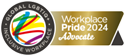 GLOBAL LGBTIQ+
INCLUSIVE WORKPLACE
Workplace
Pride 2024
Advocate